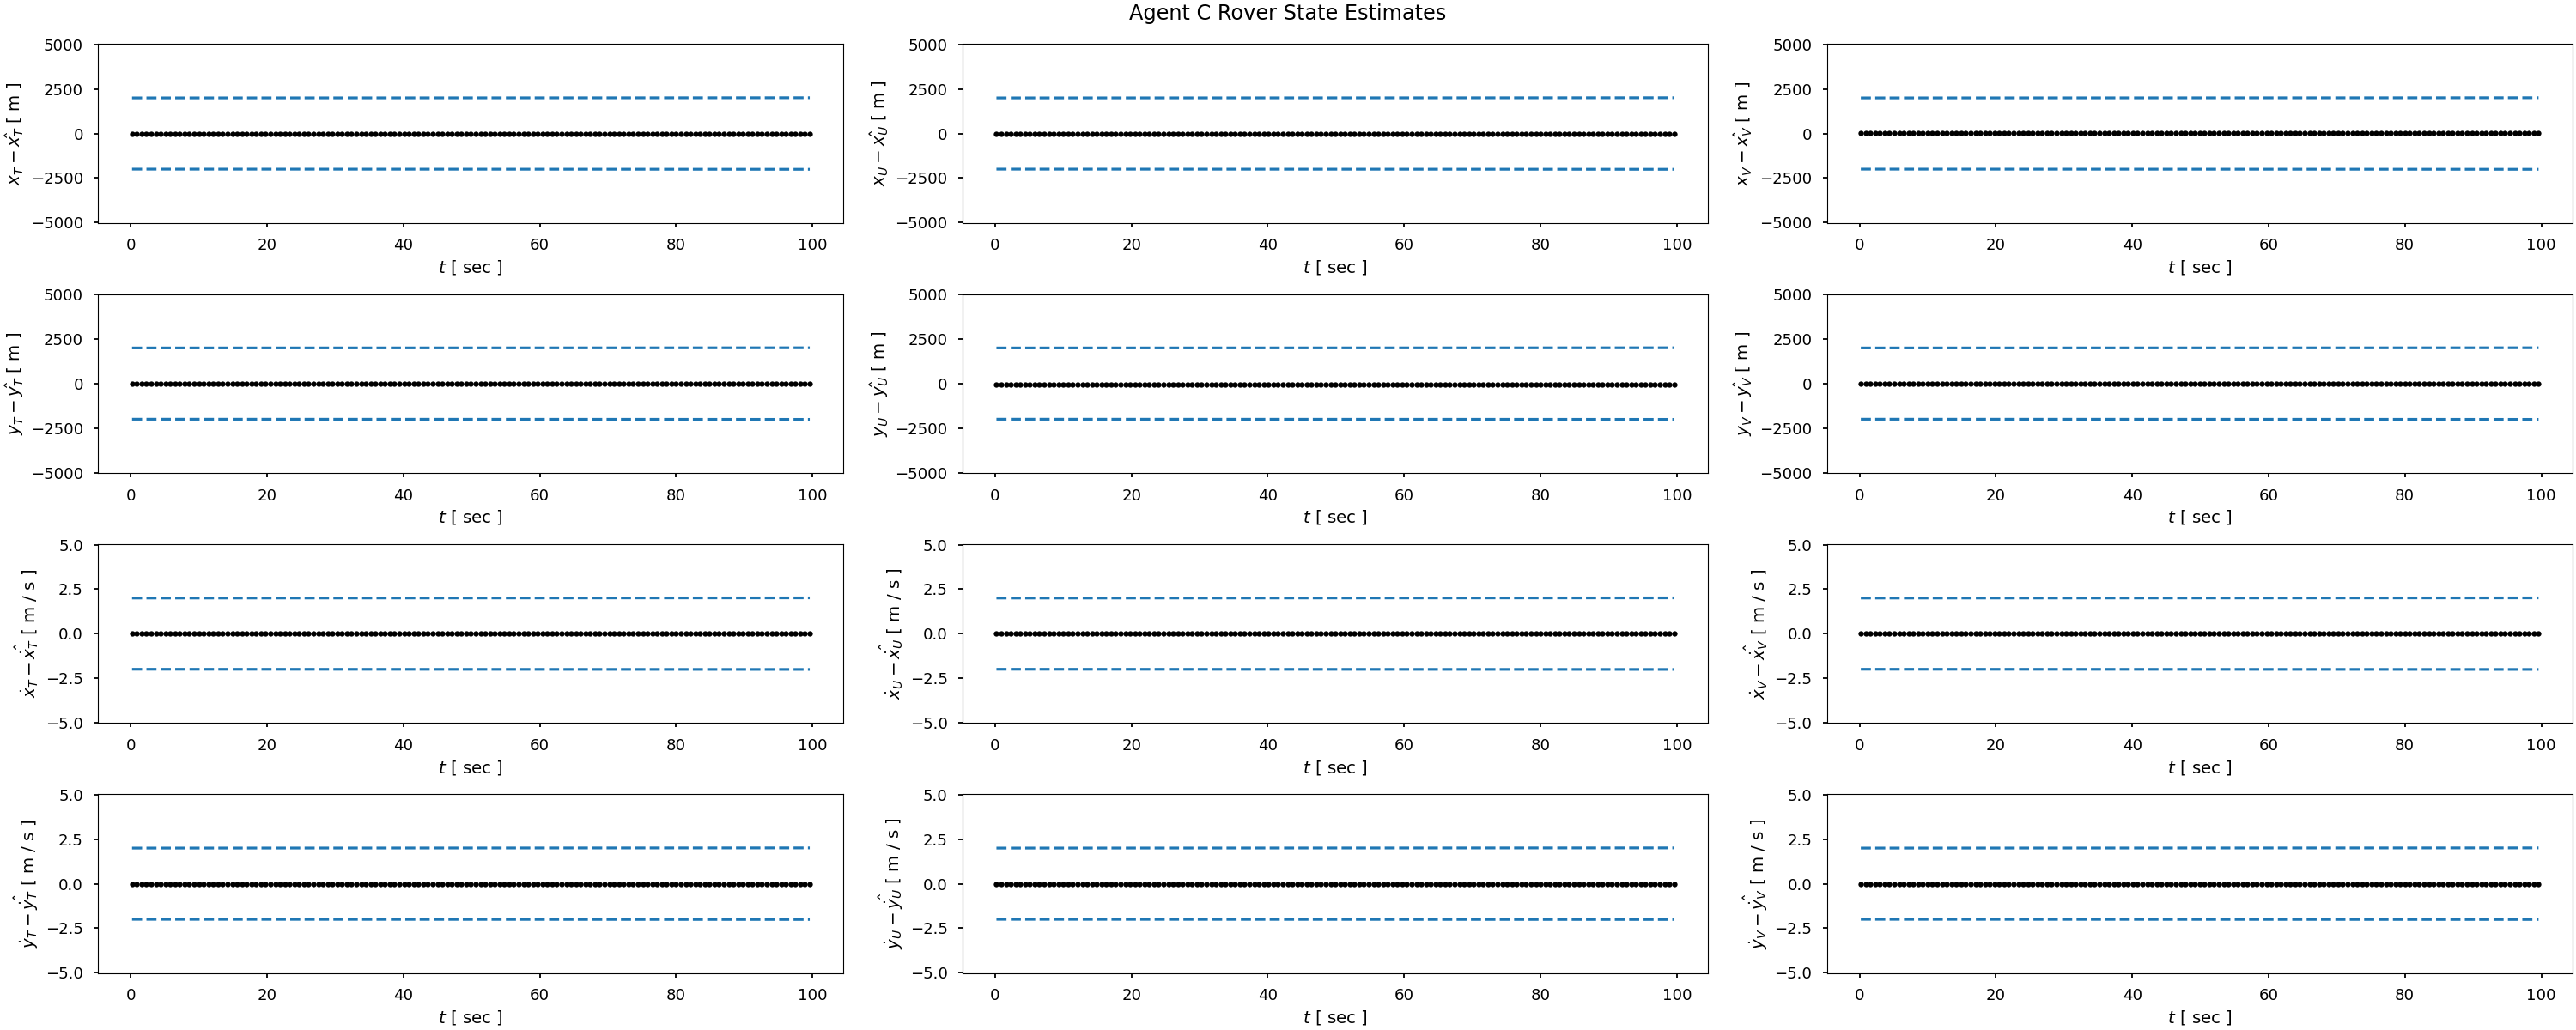 Agent C Rover State Estimates
x_T − x̂_T [ m ]
5000
2500
0
−2500
−5000
0 20 40 60 80 100
t [ sec ]
x_U − x̂_U [ m ]
5000
2500
0
−2500
−5000
0 20 40 60 80 100
t [ sec ]
x_V − x̂_V [ m ]
5000
2500
0
−2500
−5000
0 20 40 60 80 100
t [ sec ]
y_T − ŷ_T [ m ]
5000
2500
0
−2500
−5000
0 20 40 60 80 100
t [ sec ]
y_U − ŷ_U [ m ]
5000
2500
0
−2500
−5000
0 20 40 60 80 100
t [ sec ]
y_V − ŷ_V [ m ]
5000
2500
0
−2500
−5000
0 20 40 60 80 100
t [ sec ]
ẋ_T − ẋ̂_T [ m / s ]
5.0
2.5
0.0
−2.5
−5.0
0 20 40 60 80 100
t [ sec ]
ẋ_U − ẋ̂_U [ m / s ]
5.0
2.5
0.0
−2.5
−5.0
0 20 40 60 80 100
t [ sec ]
ẋ_V − ẋ̂_V [ m / s ]
5.0
2.5
0.0
−2.5
−5.0
0 20 40 60 80 100
t [ sec ]
ẏ_T − ẏ̂_T [ m / s ]
5.0
2.5
0.0
−2.5
−5.0
0 20 40 60 80 100
t [ sec ]
ẏ_U − ẏ̂_U [ m / s ]
5.0
2.5
0.0
−2.5
−5.0
0 20 40 60 80 100
t [ sec ]
ẏ_V − ẏ̂_V [ m / s ]
5.0
2.5
0.0
−2.5
−5.0
0 20 40 60 80 100
t [ sec ]